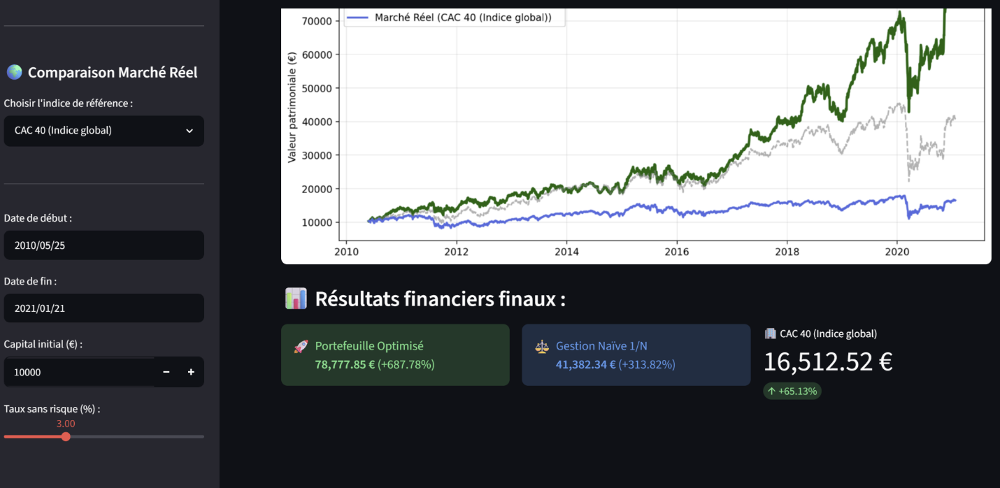 Comparaison Marché Réel
Choisir l'indice de référence :
CAC 40 (Indice global)
Date de début :
2010/05/25
Date de fin :
2021/01/21
Capital initial (€) :
10000
Taux sans risque (%) :
3.00
Marché Réel (CAC 40 (Indice global))
Valeur patrimoniale (€)
70000
60000
50000
40000
30000
20000
10000
2010 2012 2014 2016 2018 2020
Résultats financiers finaux :
Portefeuille Optimisé
78,777.85 € (+687.78%)
Gestion Naïve 1/N
41,382.34 € (+313.82%)
CAC 40 (Indice global)
16,512.52 €
↑ +65.13%